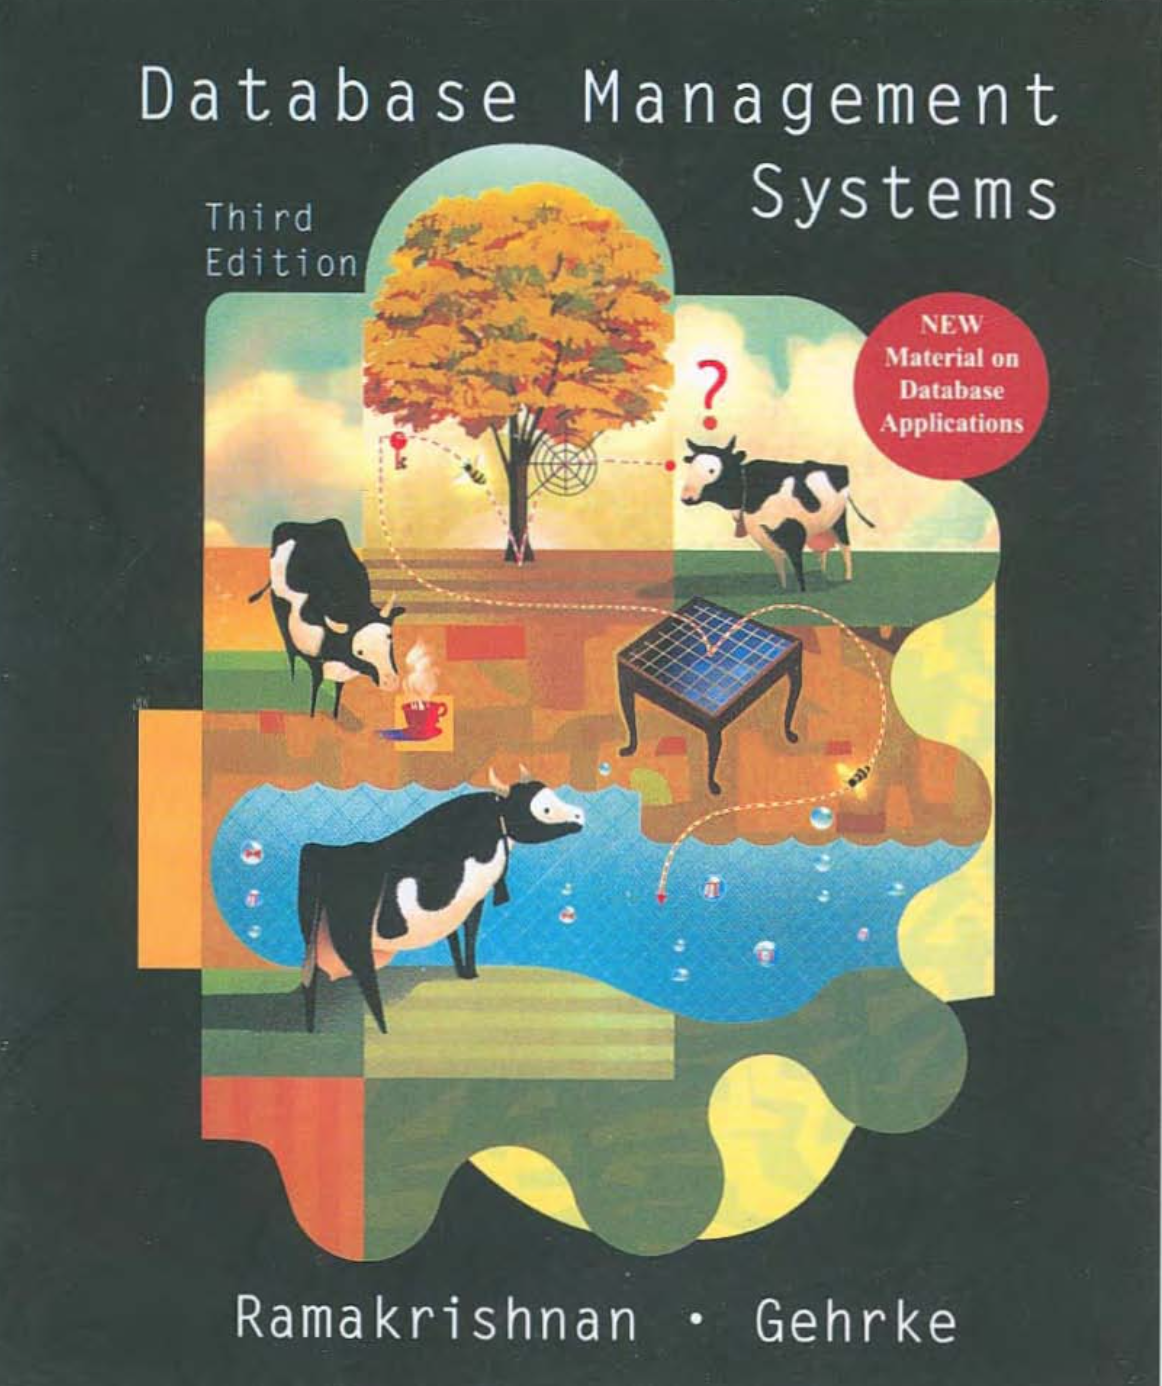 Database Management
Systems
Third
Edition
NEW
Material on
Database
Applications
?
Ramakrishnan • Gehrke